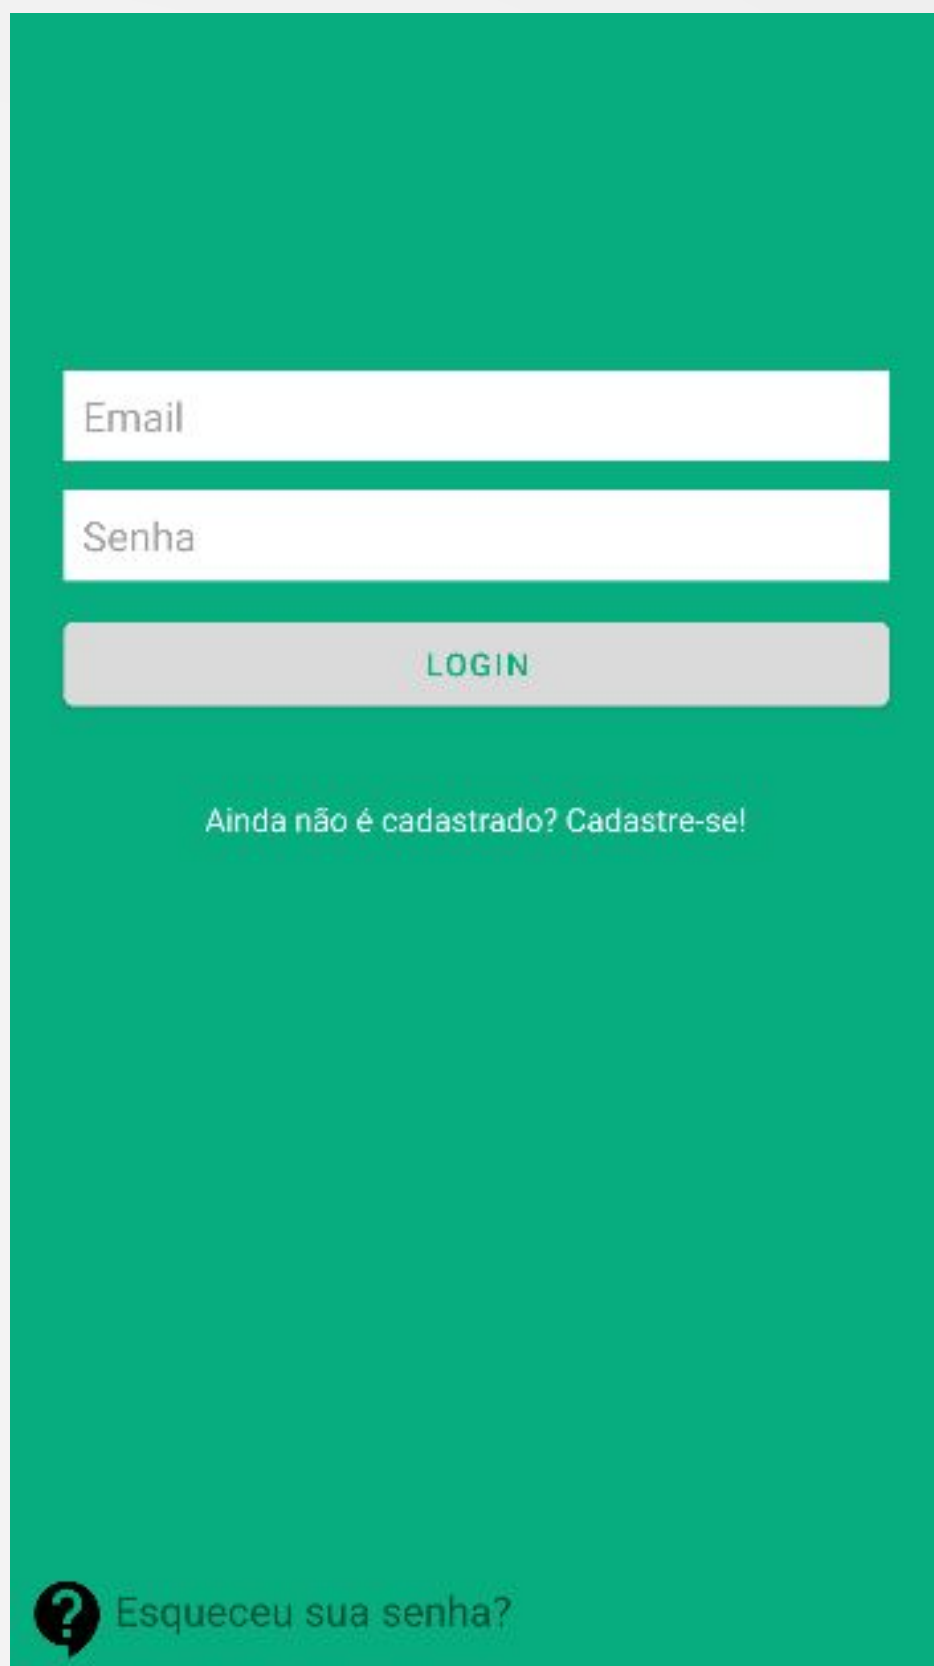 Email
Senha
LOGIN
Ainda não é cadastrado? Cadastre-se!
Esqueceu sua senha?